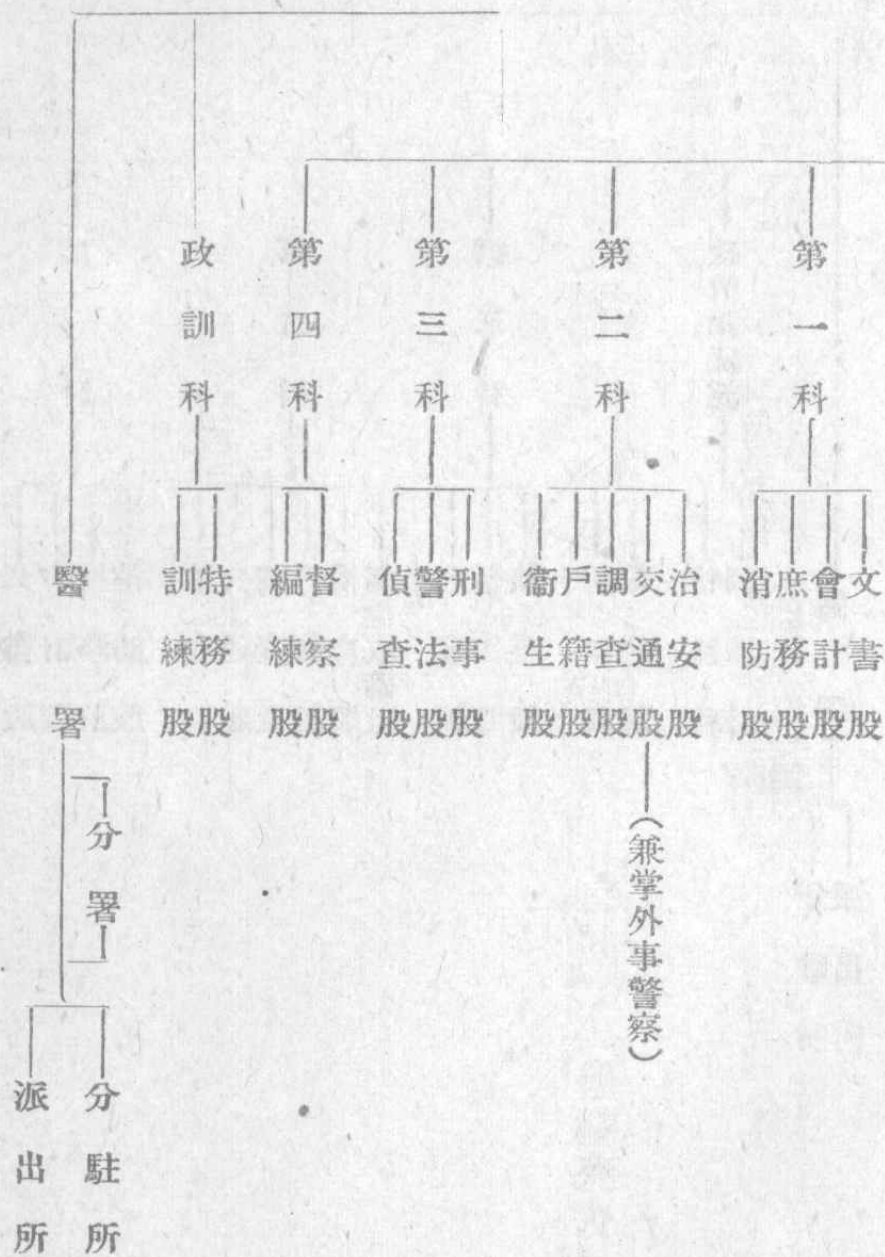 第一科
文書股
會計股
庶務股
消防股
第二科
治安股
交通股
（兼掌外事警察）
調查股
戶籍股
衞生股
第三科
刑事股
警法股
偵查股
第四科
督察股
編練股
政訓科
特務股
訓練股
醫署
分署
分駐所
派出所